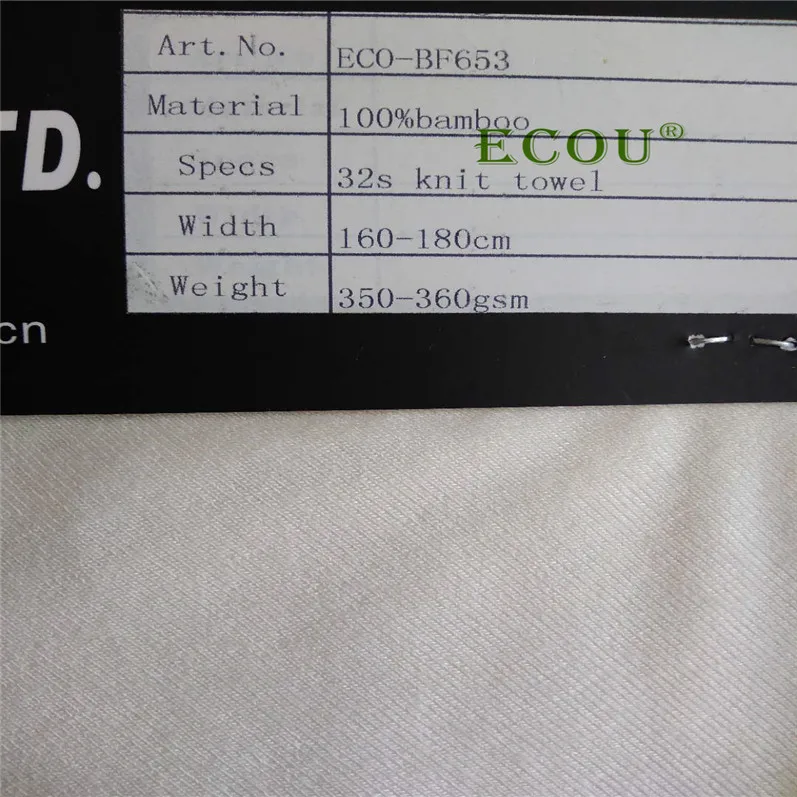 Art.No. ECO-BF653
Material 100%bamboo
ECOU®
TD.
Specs 32s knit towel
Width 160-180cm
Weight 350-360gsm
cn